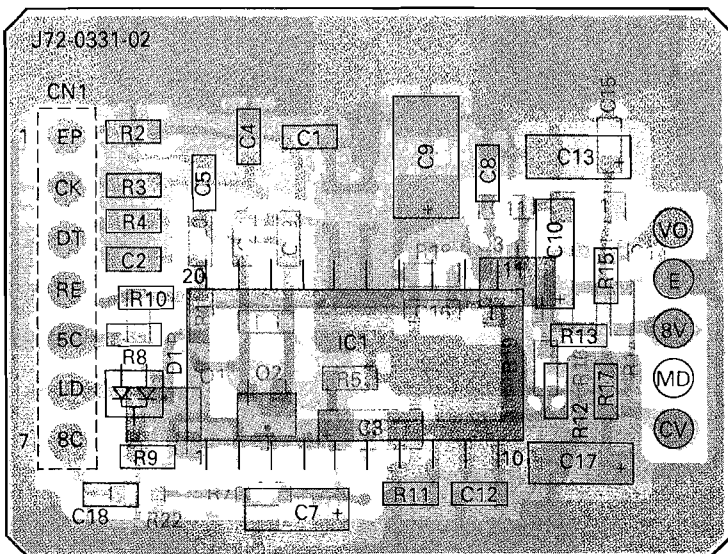 J72-0331-02
CN1
1
EP
CK
DT
RE
5C
LD
7
8C
R2
R3
R4
C2
R10
R8
D1
R9
C18
R22
C5
C4
C1
C9
C8
C13
C15
C10
R15
R13
R12
R17
C17
20
IC1
Q2
R5
C3
1
10
C7
+
R11
C12
VO
E
8V
MD
CV